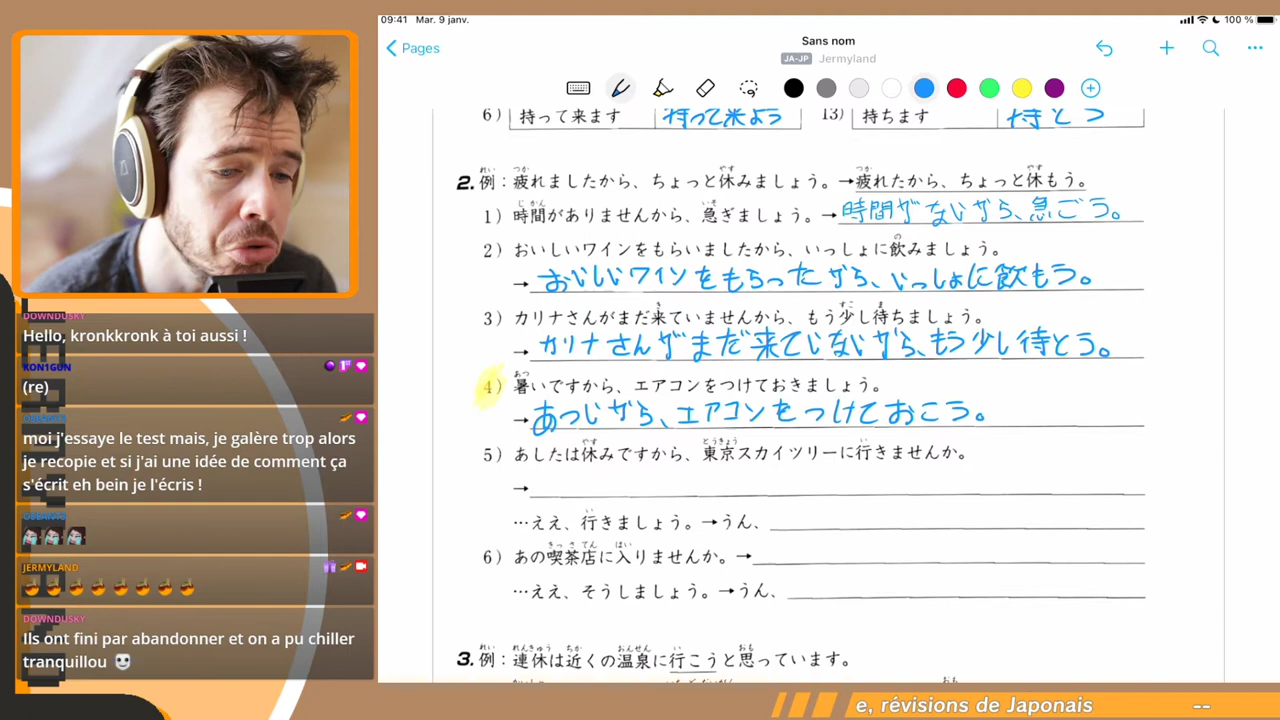 09:41 Mar. 9 janv.
100 %
Pages
Sans nom
JA-JP Jermyland
6) 持って来ます 持って来よう 13) 持ちます 待とう
2. 例：疲れましたから、ちょっと休みましょう。→疲れたから、ちょっと休もう。
1) 時間がありませんから、急ぎましょう。→時間がないから、急ごう。
2) おいしいワインをもらいましたから、いっしょに飲みましょう。
→おいしいワインをもらったから、いっしょに飲もう。
3) カリナさんがまだ来ていませんから、もう少し待ちましょう。
→カリナさんがまだ来ていないから、もう少し待とう。
4) 暑いですから、エアコンをつけておきましょう。
→あついから、エアコンをつけておこう。
5) あしたは休みですから、東京スカイツリーに行きませんか。
→
…ええ、行きましょう。→うん、
6) あの喫茶店に入りませんか。→
…ええ、そうしましょう。→うん、
3. 例：連休は近くの温泉に行こうと思っています。
DOWNDUSKY
Hello, kronkkronk à toi aussi !
KON1GUN
(re)
moi j'essaye le test mais, je galère trop alors
je recopie et si j'ai une idée de comment ça
s'écrit eh bein je l'écris !
JERMYLAND
DOWNDUSKY
Ils ont fini par abandonner et on a pu chiller
tranquillou
e, révisions de Japonais --